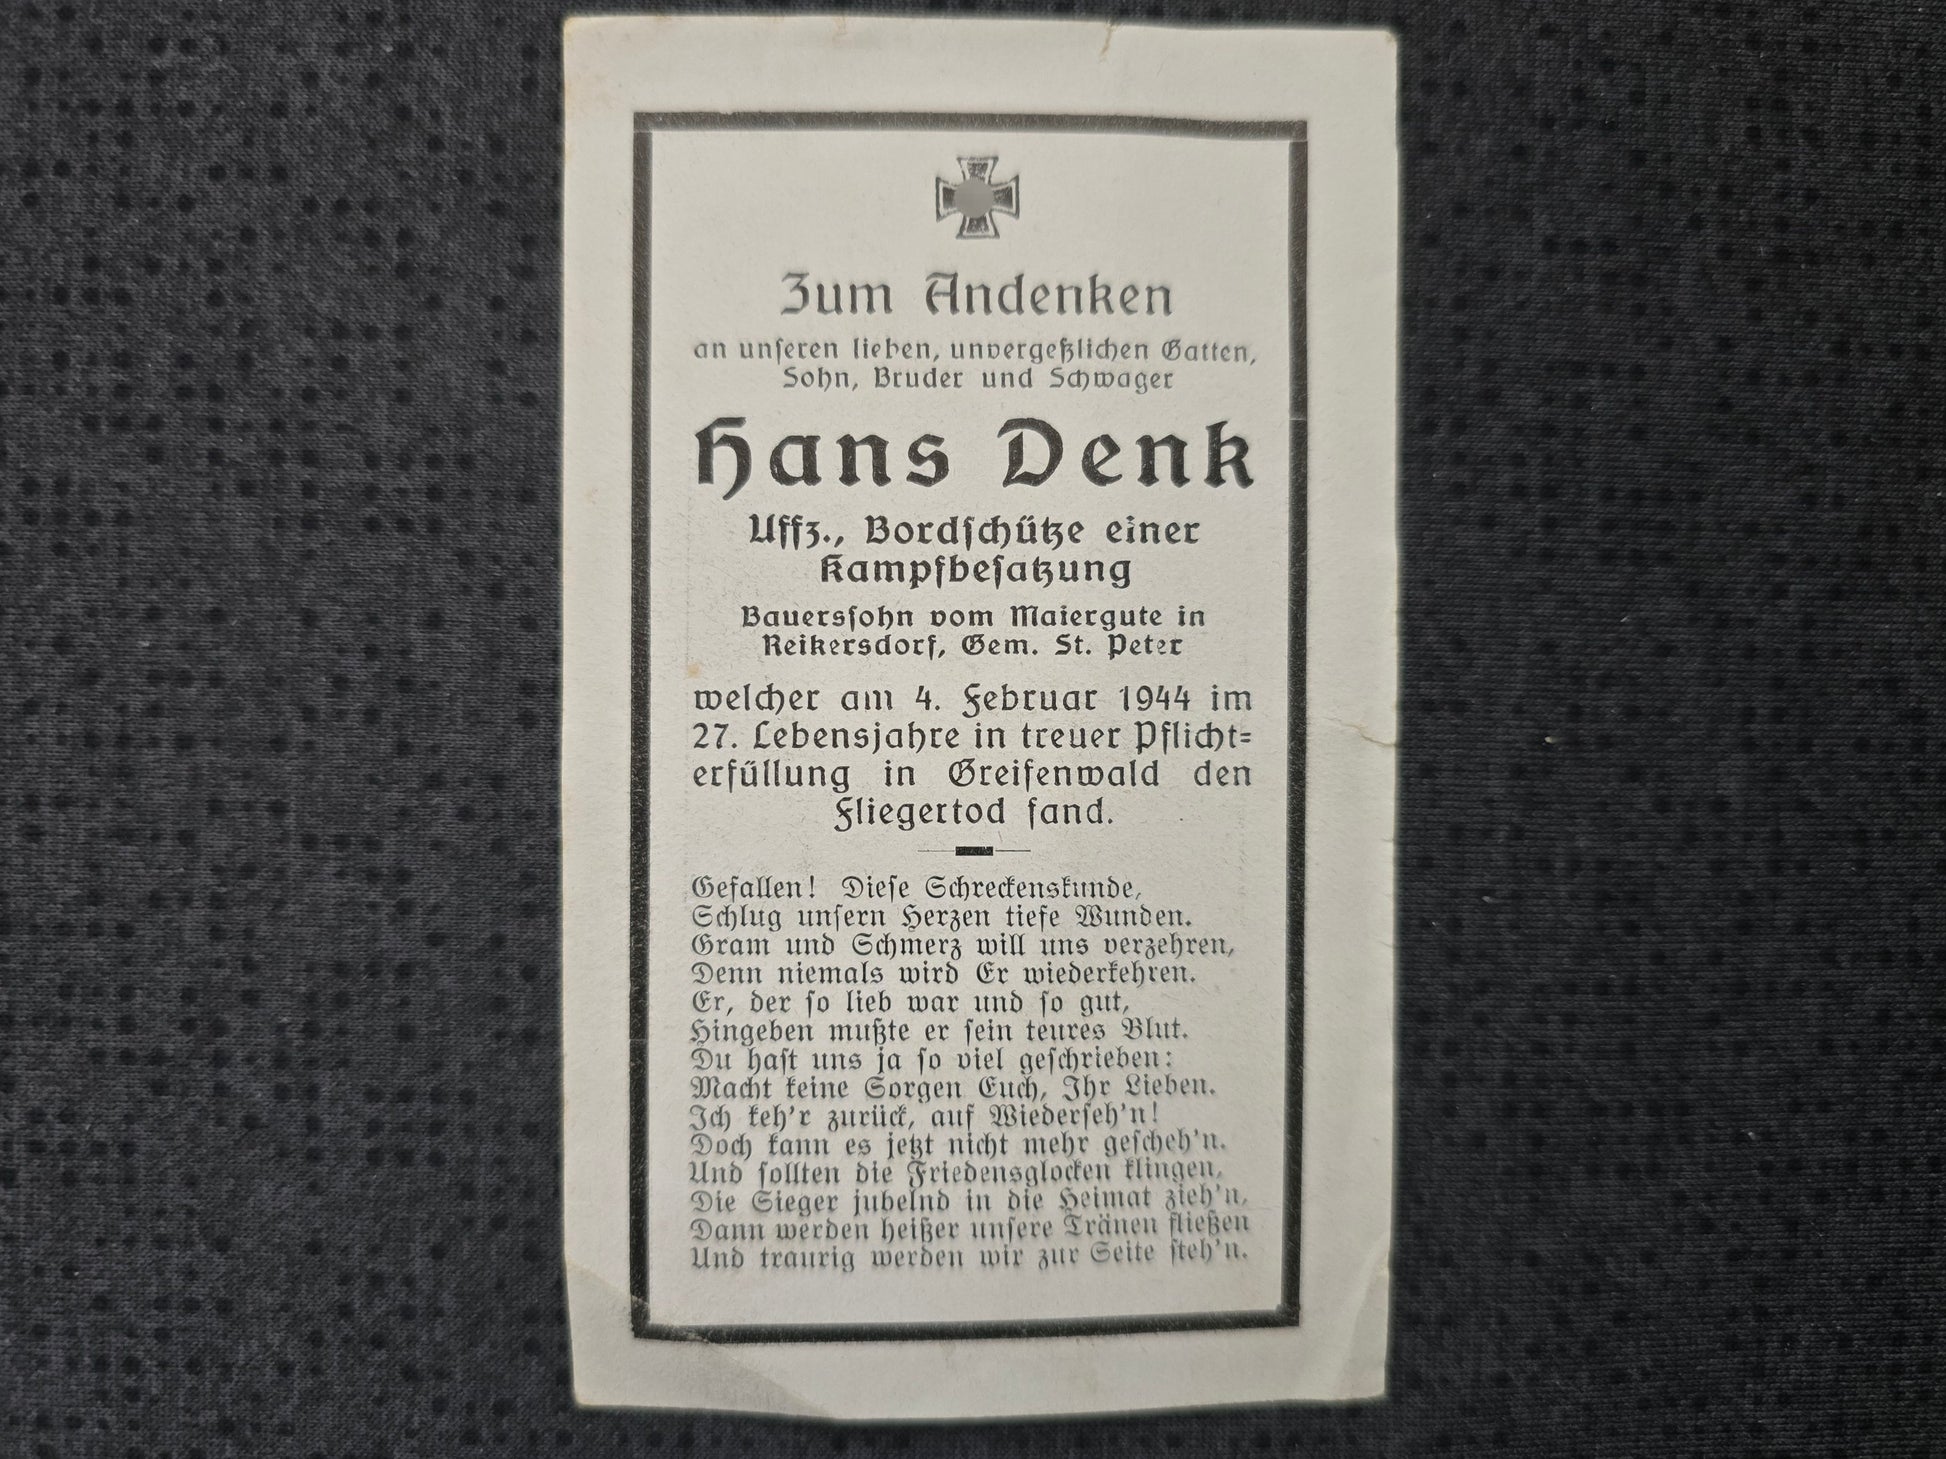 Zum Andenken
an unseren lieben, unvergeßlichen Gatten,
Sohn, Bruder und Schwager
Hans Denk
Uffz., Bordschütze einer
Kampfbesatzung
Bauerssohn vom Maiergute in
Reikersdorf, Gem. St. Peter
welcher am 4. Februar 1944 im
27. Lebensjahre in treuer Pflicht=
erfüllung in Greifenwald den
Fliegertod fand.
Gefallen! Diese Schreckenskunde,
Schlug unsern Herzen tiefe Wunden.
Gram und Schmerz will uns verzehren,
Denn niemals wird Er wiederkehren.
Er, der so lieb war und so gut,
Hingeben mußte er sein teures Blut.
Du hast uns ja so viel geschrieben:
Macht keine Sorgen Euch, Ihr Lieben.
Ich keh'r zurück, auf Wiederseh'n!
Doch kann es jetzt nicht mehr gescheh'n.
Und sollten die Friedensglocken klingen,
Die Sieger jubelnd in die Heimat zieh'n,
Dann werden heißer unsere Tränen fließen
Und traurig werden wir zur Seite steh'n.